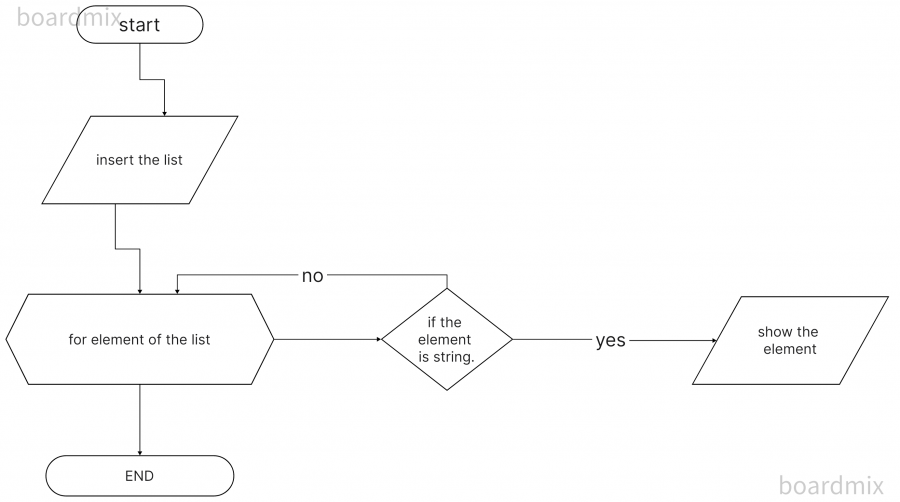 boardmix
start
insert the list
no
for element of the list
if the
element
is string.
yes
show the
element
END
boardmix